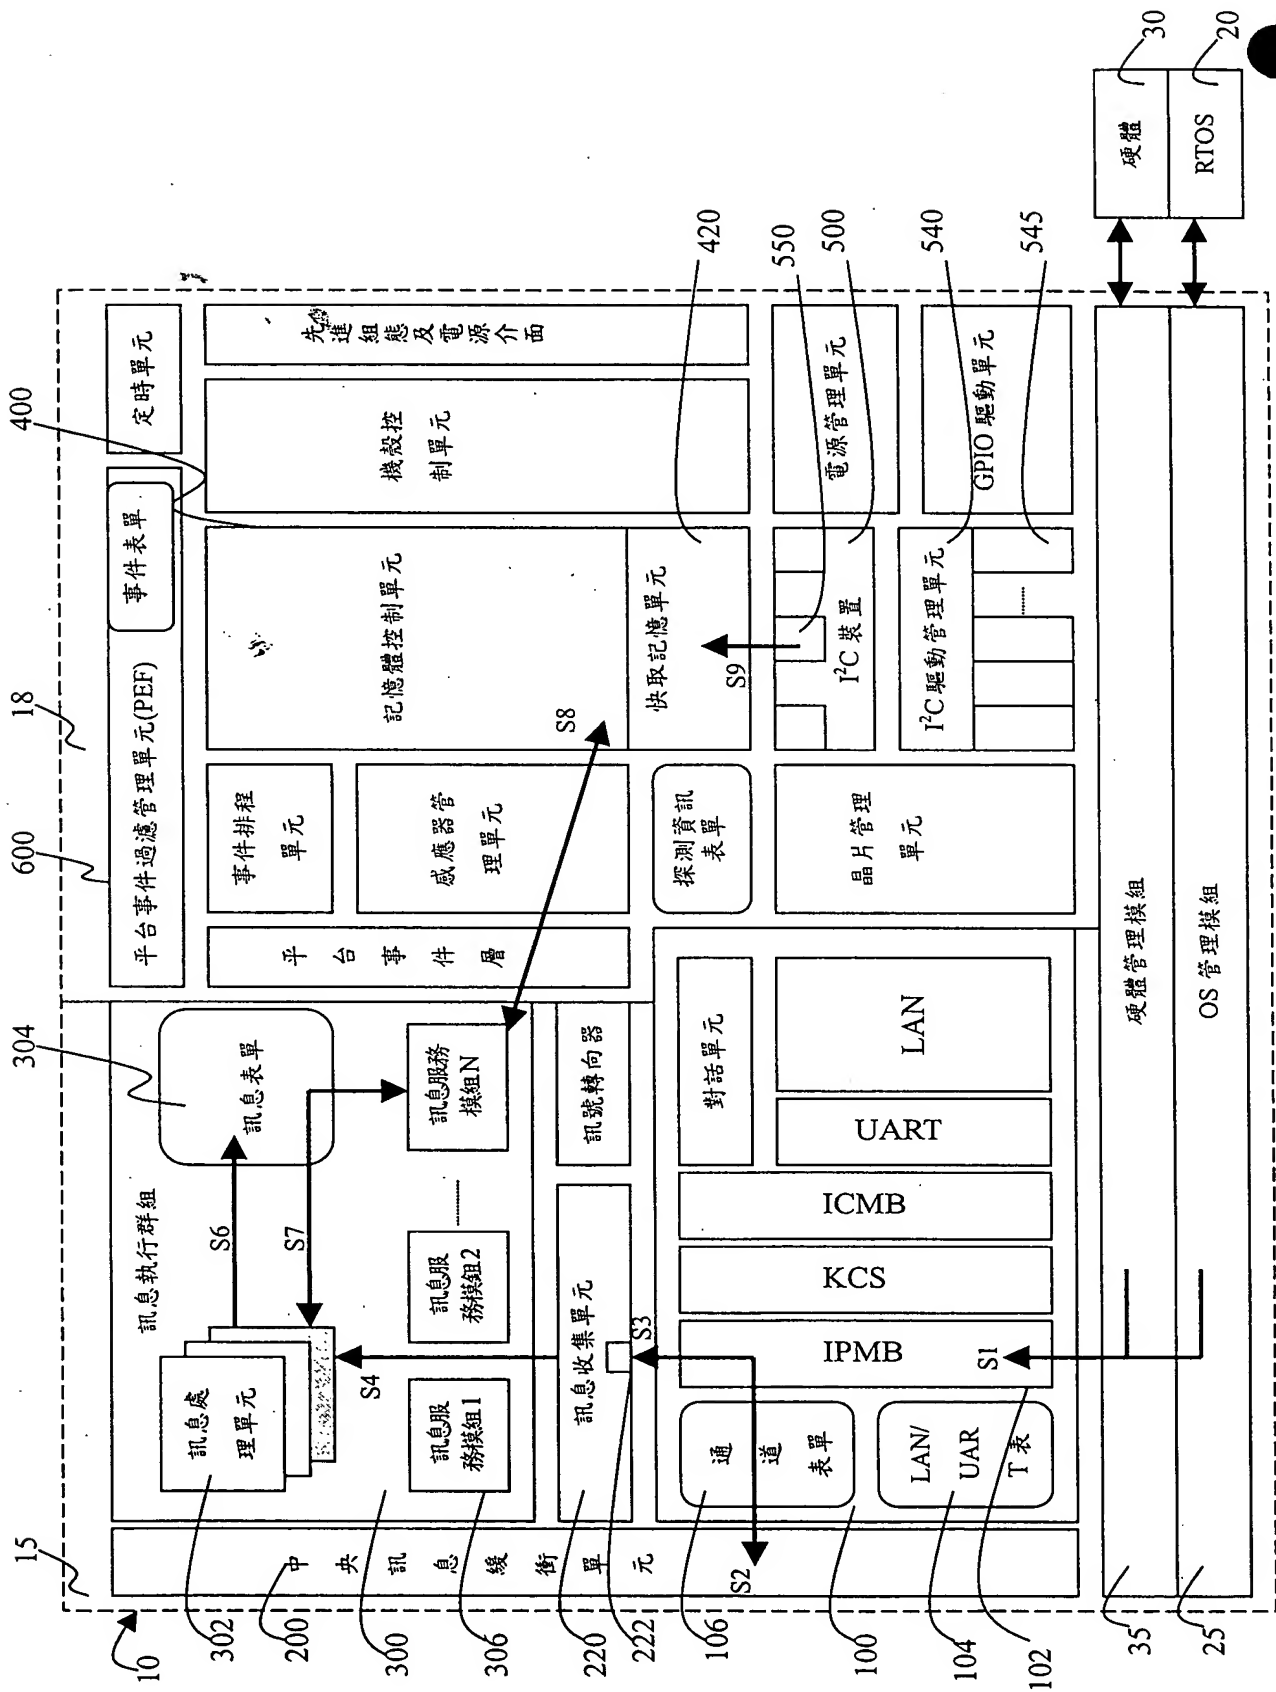 10
15
18
600
400
304
平台事件過濾管理單元(PEF)
事件表單
定時單元
中央訊息緩衝單元
訊息執行群組
訊息處
理單元
訊息表單
S6
S7
S4
訊息服
務模組1
訊息服
務模組2
訊息服務
模組N
訊息收集單元
S3
訊號轉向器
平台事件層
事件排程
單元
感應器管
理單元
記憶體控制單元
S8
快取記憶單元
機殼控
制單元
先進組態及電源介面
探測資訊
表單
晶片管理
單元
S9
I²C 裝置
I²C 驅動管理單元
電源管理單元
GPIO 驅動單元
通道表單
LAN/
UAR
T 表
S2
S1
IPMB
KCS
ICMB
UART
LAN
對話單元
硬體管理模組
OS 管理模組
硬體
RTOS
30
20
420
550
500
540
545
302
200
300
306
220
222
106
100
104
102
35
25